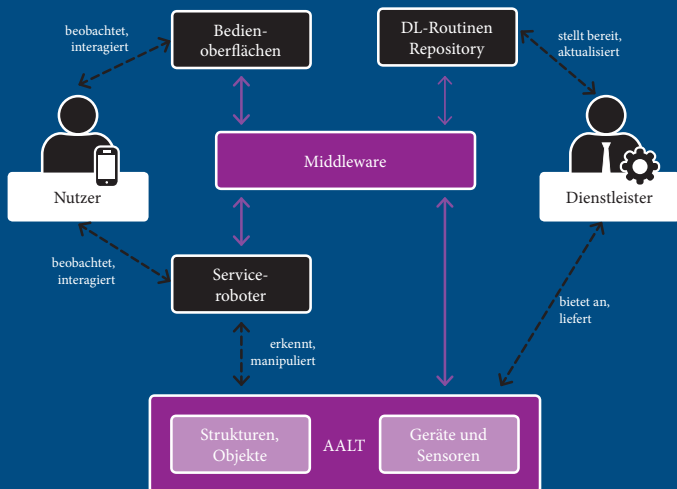 beobachtet,
interagiert
Bedien-
oberflächen
DL-Routinen
Repository
stellt bereit,
aktualisiert
Middleware
Nutzer
Dienstleister
beobachtet,
interagiert
Service-
roboter
bietet an,
liefert
erkennt,
manipuliert
Strukturen,
Objekte
AALT
Geräte und
Sensoren